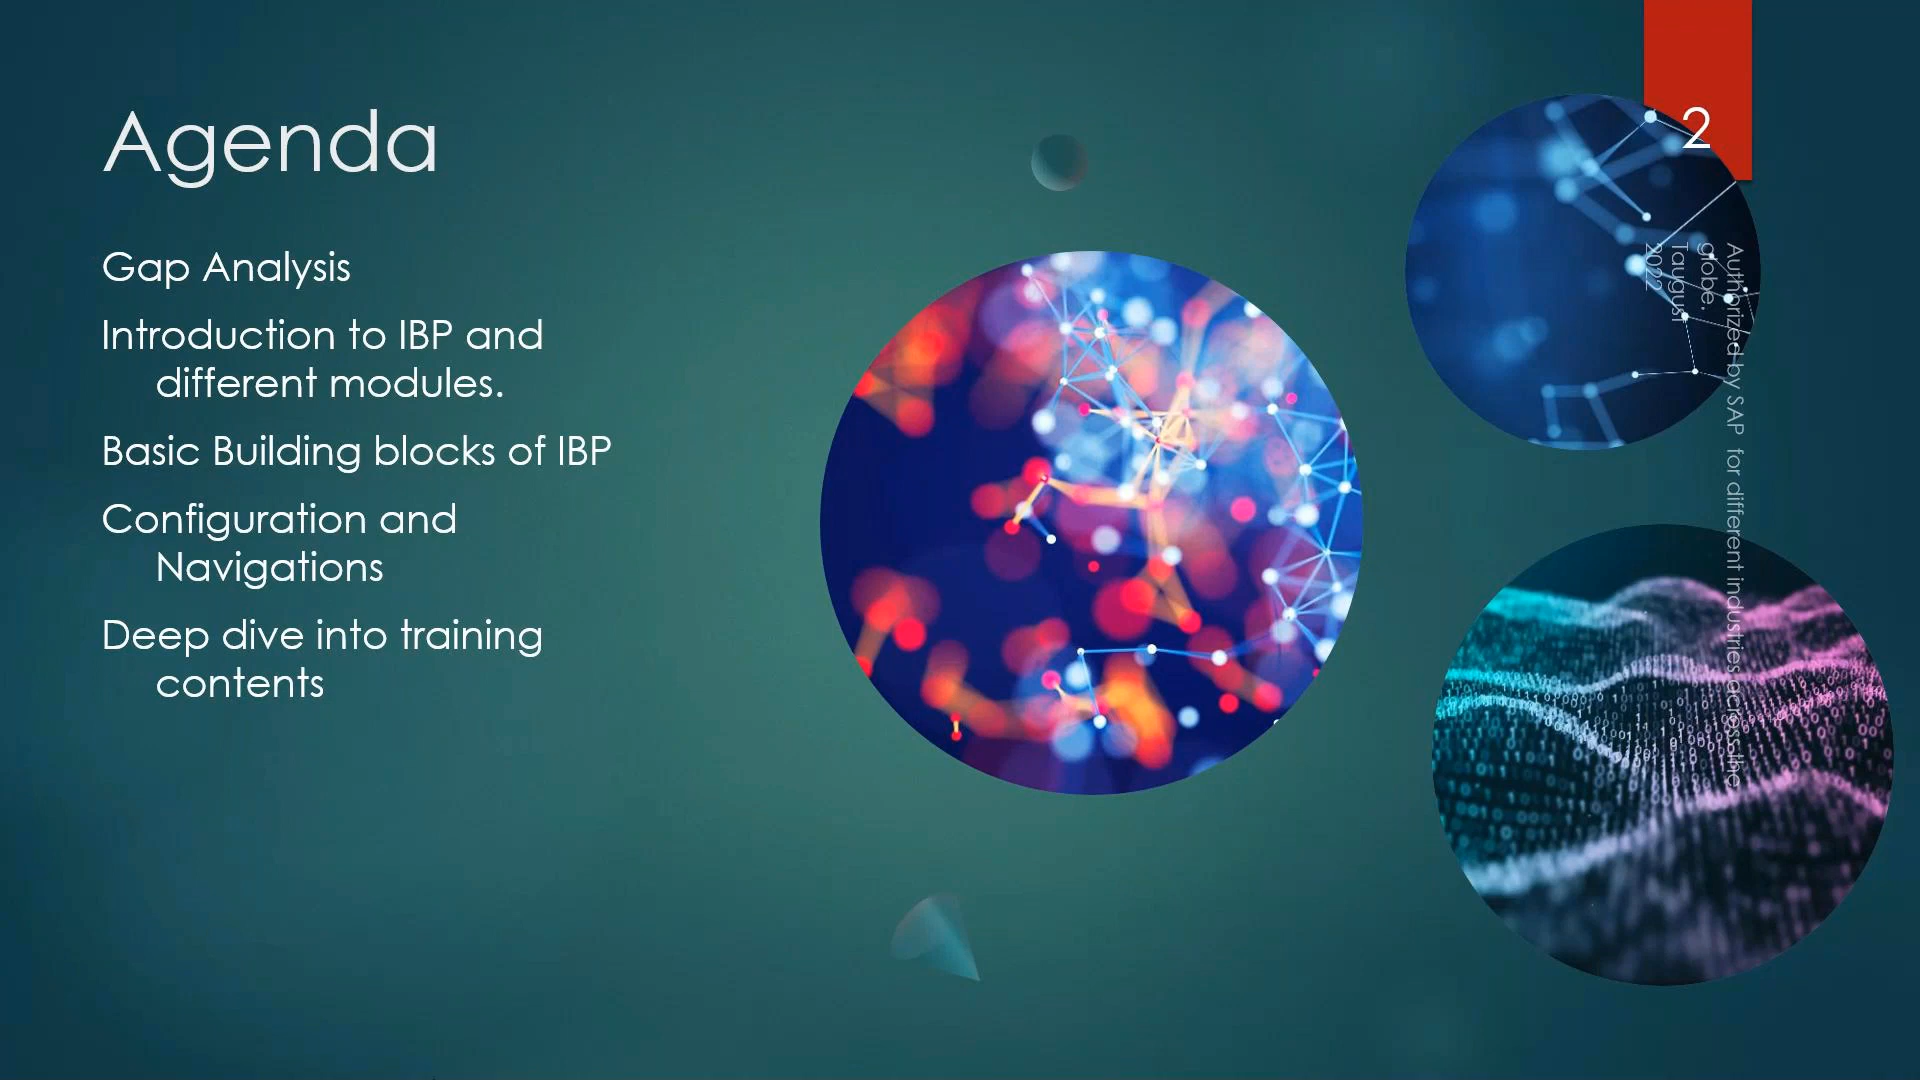 Agenda
2
Gap Analysis
Introduction to IBP and
different modules.
Basic Building blocks of IBP
Configuration and
Navigations
Deep dive into training
contents
Authorized by SAP for different industries across the
globe.
1august
2022